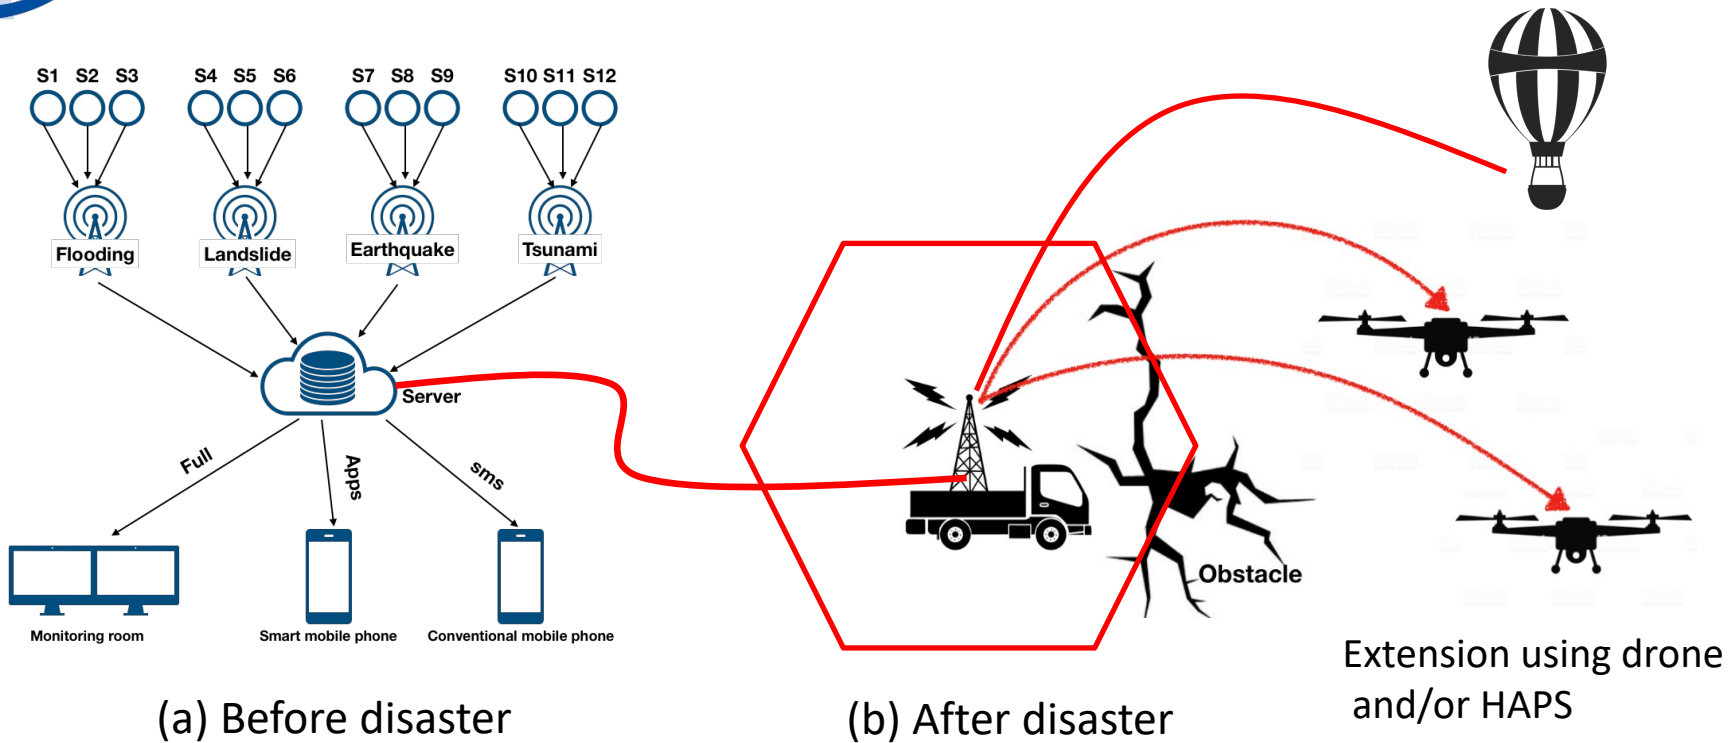 S1 S2 S3 S4 S5 S6 S7 S8 S9 S10 S11 S12
Flooding Landslide Earthquake Tsunami
Server
Full Apps sms
Monitoring room Smart mobile phone Conventional mobile phone
(a) Before disaster
Obstacle
(b) After disaster
Extension using drone
and/or HAPS